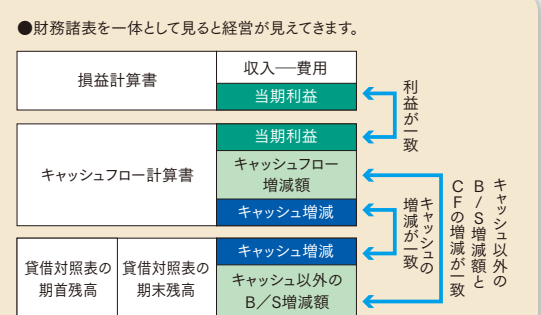 ●財務諸表を一体として見ると経営が見えてきます。
損益計算書
収入―費用
当期利益
利益が一致
キャッシュフロー計算書
当期利益
キャッシュフロー
増減額
キャッシュ増減
キャッシュの
増減が一致
キャッシュ以外の
B/S増減額と
CFの増減が一致
貸借対照表の
期首残高
貸借対照表の
期末残高
キャッシュ増減
キャッシュ以外の
B/S増減額